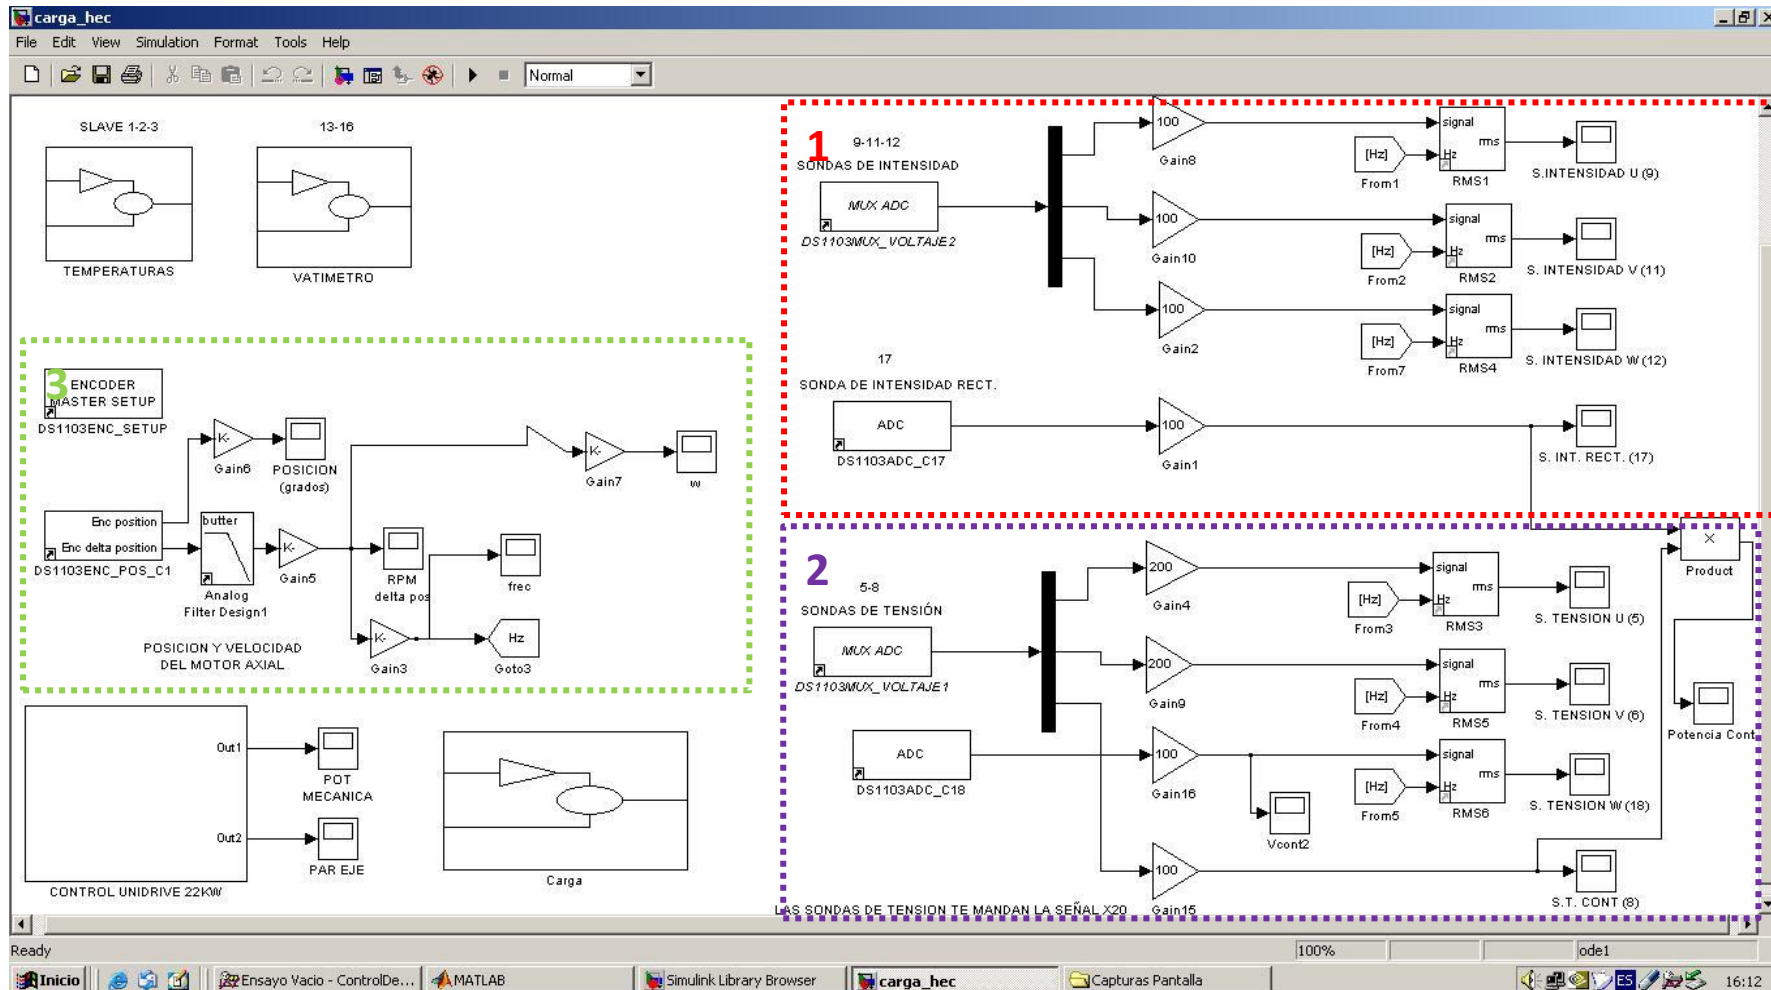 carga_hec
File Edit View Simulation Format Tools Help
Normal
SLAVE 1-2-3
TEMPERATURAS
13-16
VATIMETRO
1
9-11-12
SONDAS DE INTENSIDAD
MUX ADC
DS1103MUX_VOLTAJE2
100
Gain8
[Hz]
From1
signal
rms
Hz
RMS1
S.INTENSIDAD U (9)
100
Gain10
[Hz]
From2
signal
rms
Hz
RMS2
S. INTENSIDAD V (11)
100
Gain2
[Hz]
From7
signal
rms
Hz
RMS4
S. INTENSIDAD W (12)
17
SONDA DE INTENSIDAD RECT.
ADC
DS1103ADC_C17
100
Gain1
S. INT. RECT. (17)
3
ENCODER
MASTER SETUP
DS1103ENC_SETUP
K-
Gain6
POSICION
(grados)
K-
Gain7
w
Enc position
Enc delta position
DS1103ENC_POS_C1
butter
Analog
Filter Design1
K-
Gain5
RPM
delta pos
frec
K-
Gain3
Hz
Goto3
POSICION Y VELOCIDAD
DEL MOTOR AXIAL
2
5-8
SONDAS DE TENSIÓN
MUX ADC
DS1103MUX_VOLTAJE1
200
Gain4
[Hz]
From3
signal
rms
Hz
RMS3
S. TENSION U (5)
X
Product
200
Gain9
[Hz]
From4
signal
rms
Hz
RMS5
S. TENSION V (6)
Potencia Cont
ADC
DS1103ADC_C18
100
Gain16
Vcont2
[Hz]
From5
signal
rms
Hz
RMS6
S. TENSION W (18)
100
Gain15
S.T. CONT (8)
LAS SONDAS DE TENSION TE MANDAN LA SEÑAL X20
Out1
POT
MECANICA
Out2
PAR EJE
CONTROL UNIDRIVE 22KW
Carga
Ready
100%
ode1
Inicio
Ensayo Vacio - ControlDe...
MATLAB
Simulink Library Browser
carga_hec
Capturas Pantalla
ES
16:12